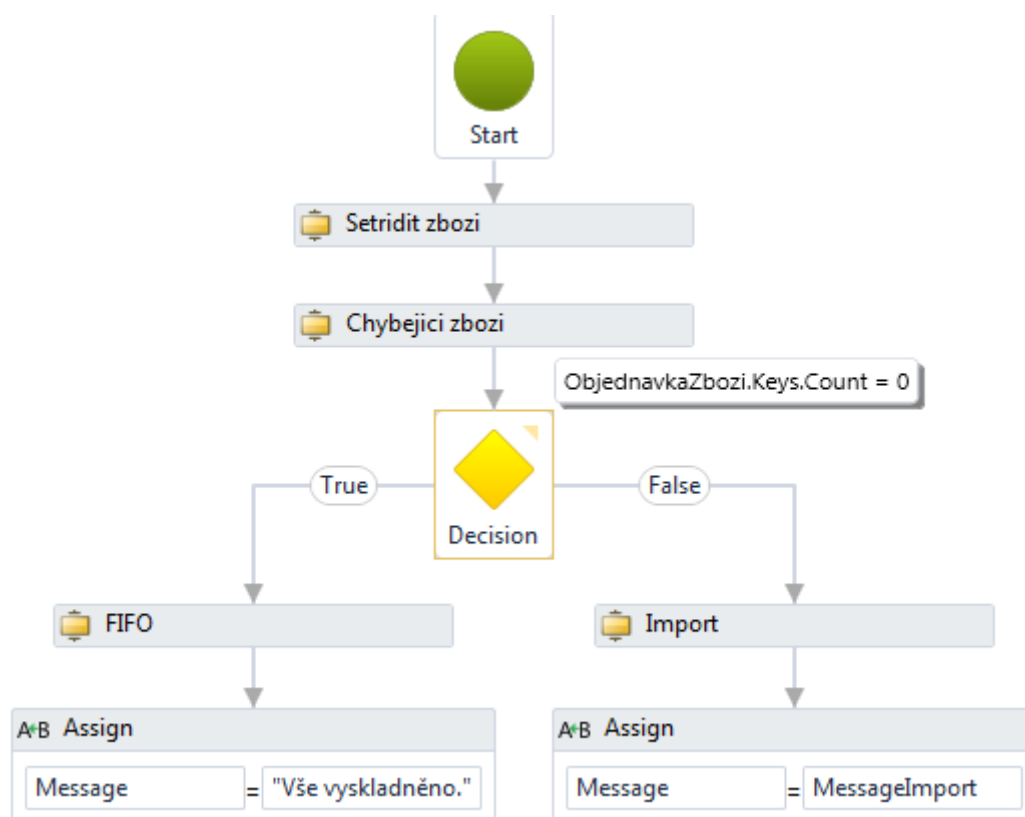 Start
Setridit zbozi
Chybejici zbozi
ObjednavkaZbozi.Keys.Count = 0
True
False
Decision
FIFO
Import
A+B Assign
A+B Assign
Message = "Vše vyskladněno."
Message = MessageImport